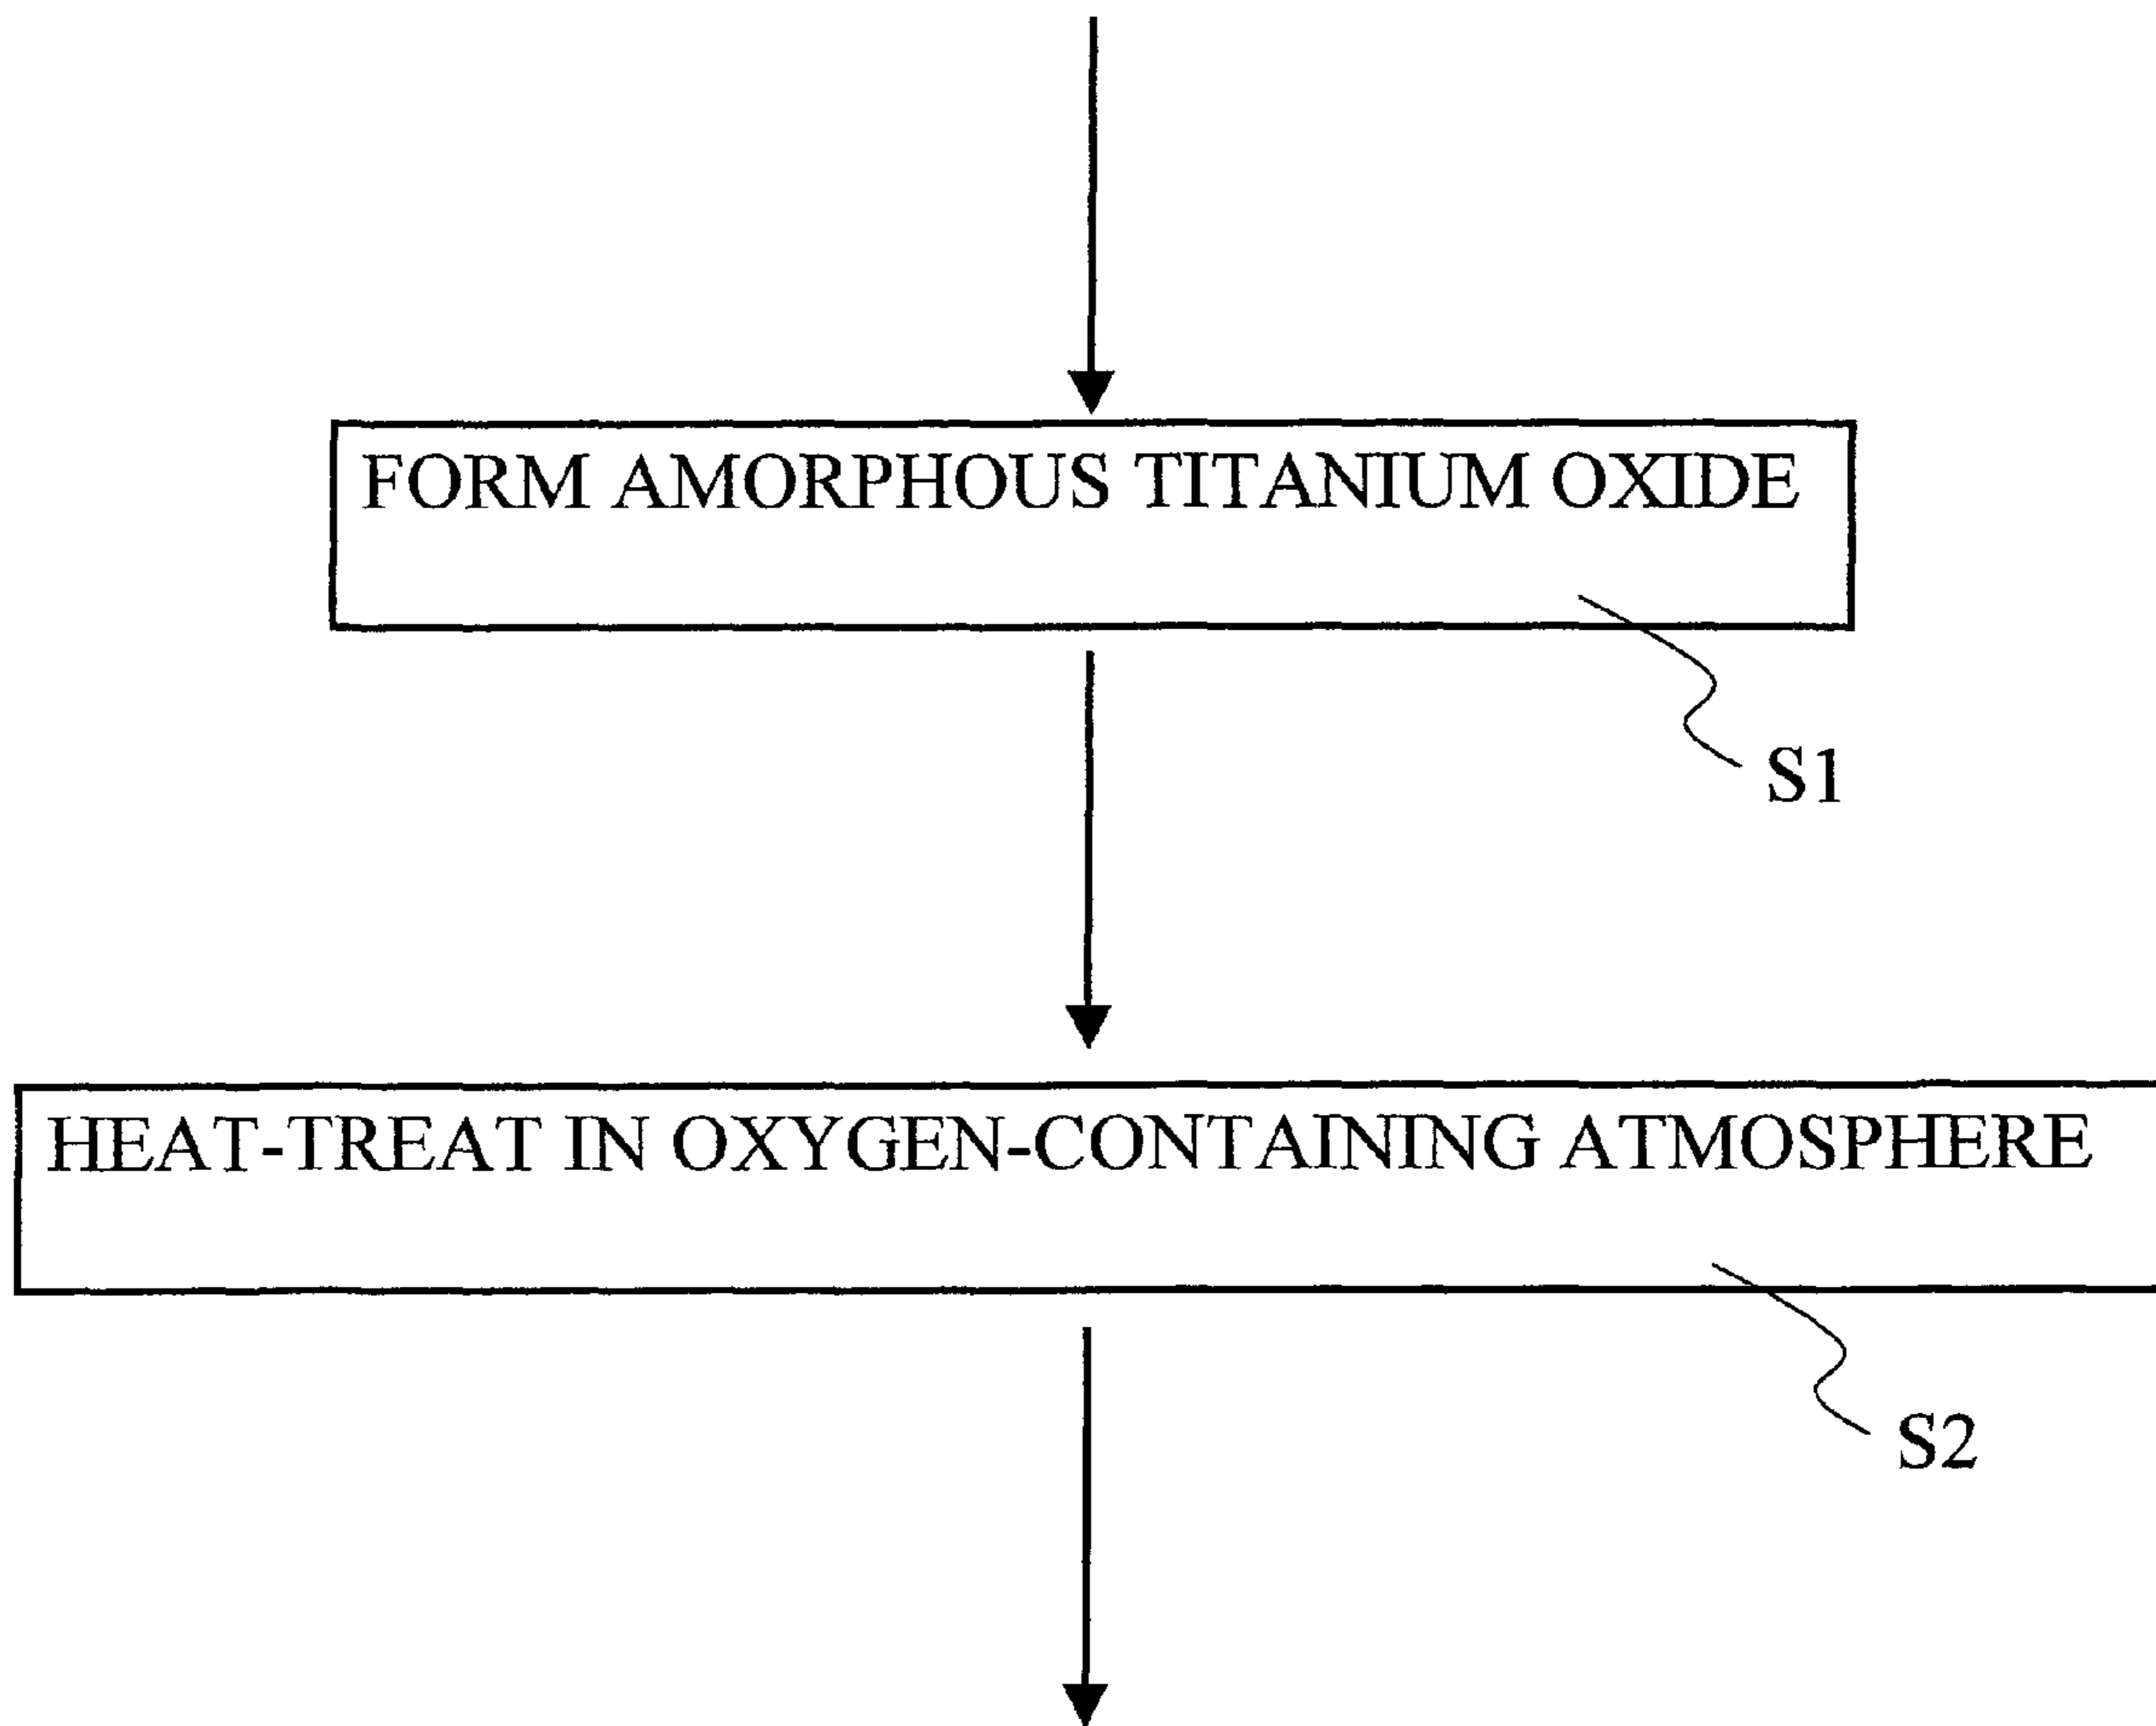 FORM AMORPHOUS TITANIUM OXIDE
S1
HEAT-TREAT IN OXYGEN-CONTAINING ATMOSPHERE
S2